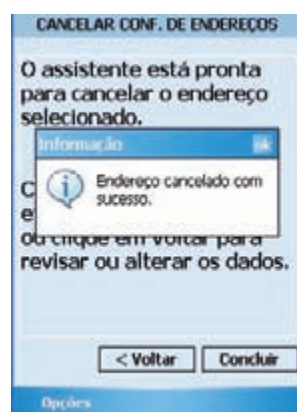 CANCELAR CONF. DE ENDEREÇOS
O assistente está pronta
para cancelar o endereço
selecionado.
Informação ok
Endereço cancelado com
sucesso.
C
e
ou clique em Voltar para
revisar ou alterar os dados.
< Voltar Concluir
Opções